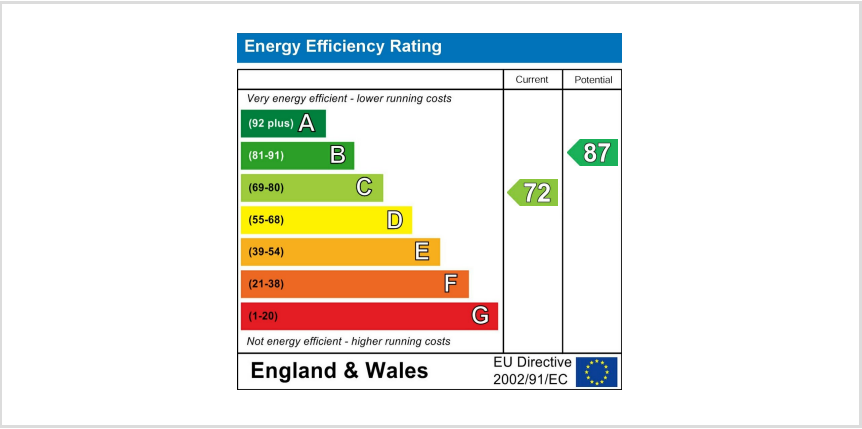 Energy Efficiency Rating
Current Potential
Very energy efficient - lower running costs
(92 plus) A
(81-91) B
87
(69-80) C
72
(55-68) D
(39-54) E
(21-38) F
(1-20) G
Not energy efficient - higher running costs
England & Wales
EU Directive
2002/91/EC